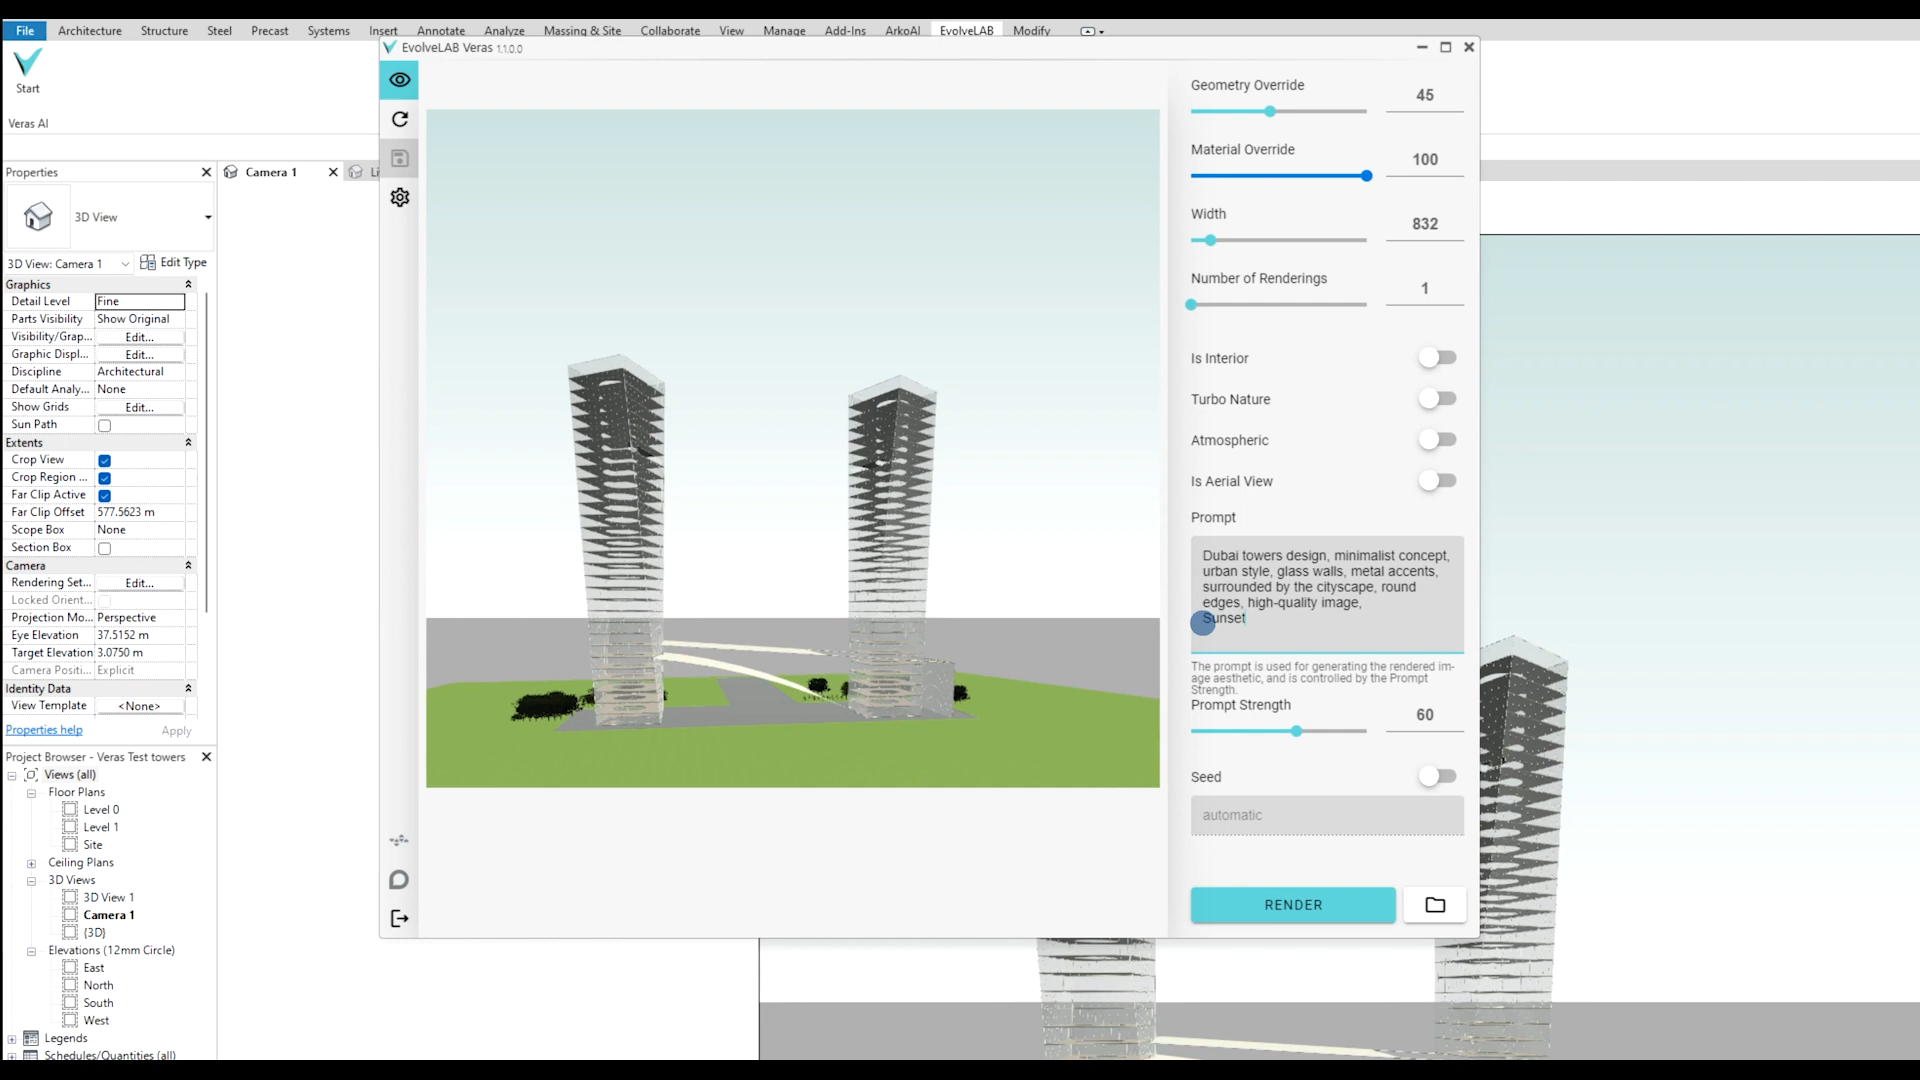 File Architecture Structure Steel Precast Systems Insert Annotate Analyze Massing & Site Collaborate View Manage Add-Ins ArkoAI EvolveLAB Modify
EvolveLAB Veras 1.1.0.0
Start
Veras AI
Properties
Camera 1
Li
3D View
3D View: Camera 1
Edit Type
Graphics
Detail Level Fine
Parts Visibility Show Original
Visibility/Grap... Edit...
Graphic Displ... Edit...
Discipline Architectural
Default Analy... None
Show Grids Edit...
Sun Path
Extents
Crop View
Crop Region ...
Far Clip Active
Far Clip Offset 577.5623 m
Scope Box None
Section Box
Camera
Rendering Set... Edit...
Locked Orient...
Projection Mo... Perspective
Eye Elevation 37.5152 m
Target Elevation 3.0750 m
Camera Positi... Explicit
Identity Data
View Template <None>
Properties help Apply
Project Browser - Veras Test towers
Views (all)
Floor Plans
Level 0
Level 1
Site
Ceiling Plans
3D Views
3D View 1
Camera 1
{3D}
Elevations (12mm Circle)
East
North
South
West
Legends
Schedules/Quantities (all)
Geometry Override 45
Material Override 100
Width 832
Number of Renderings 1
Is Interior
Turbo Nature
Atmospheric
Is Aerial View
Prompt
Dubai towers design, minimalist concept,
urban style, glass walls, metal accents,
surrounded by the cityscape, round
edges, high-quality image,
Sunset
The prompt is used for generating the rendered im-
age aesthetic, and is controlled by the Prompt
Strength.
Prompt Strength 60
Seed
automatic
RENDER